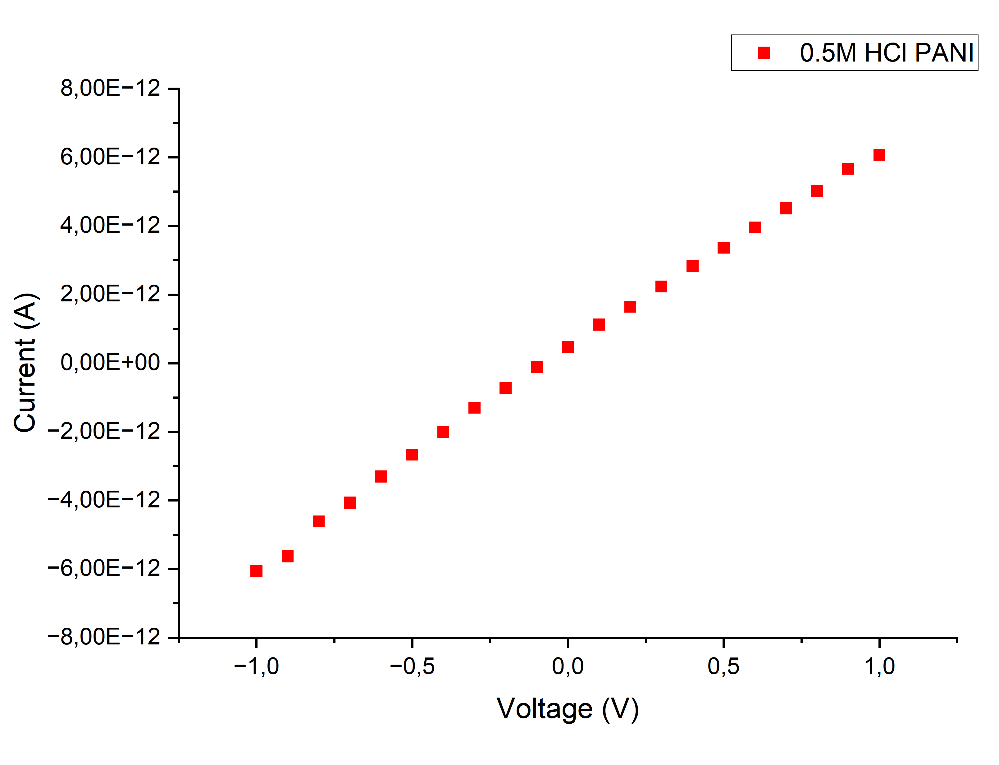 0.5M HCl PANI
8,00E−12
6,00E−12
4,00E−12
2,00E−12
0,00E+00
−2,00E−12
−4,00E−12
−6,00E−12
−8,00E−12
Current (A)
−1,0
−0,5
0,0
0,5
1,0
Voltage (V)